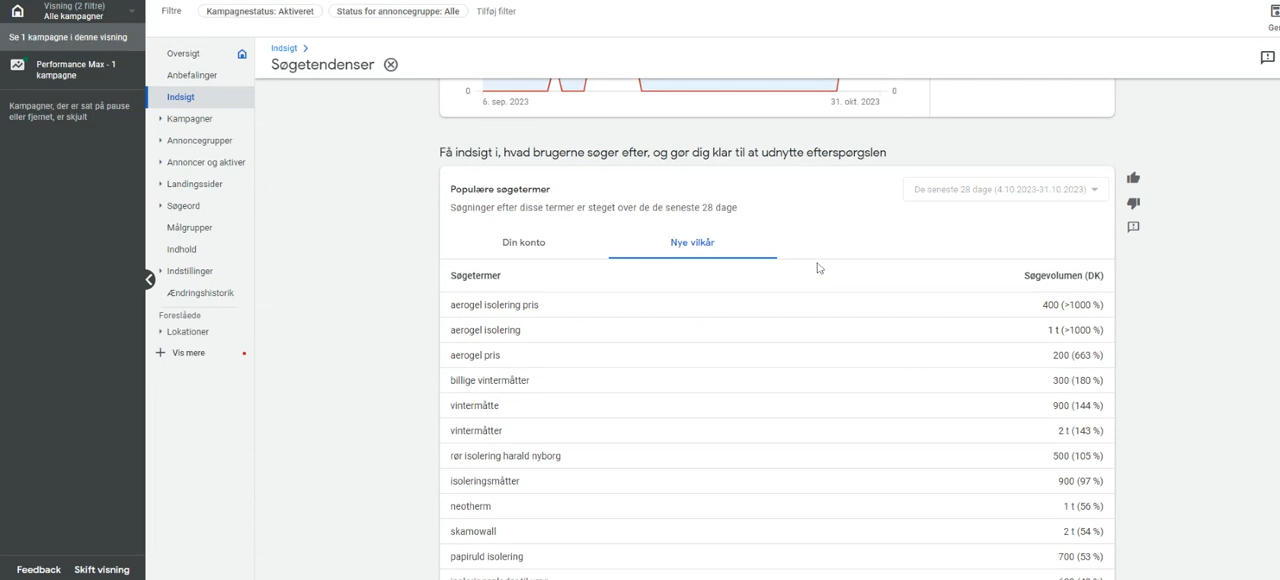 Visning (2 filtre)
Alle kampagner
Filtre
Kampagnestatus: Aktiveret
Status for annoncegruppe: Alle
Tilføj filter
Se 1 kampagne i denne visning
Performance Max - 1
kampagne
Kampagner, der er sat på pause
eller fjernet, er skjult
Feedback
Skift visning
Oversigt
Anbefalinger
Indsigt
Kampagner
Annoncegrupper
Annoncer og aktiver
Landingssider
Søgeord
Målgrupper
Indhold
Indstillinger
Ændringshistorik
Foreslåede
Lokationer
Vis mere
Indsigt
Søgetendenser
0
0
6. sep. 2023
31. okt. 2023
Få indsigt i, hvad brugerne søger efter, og gør dig klar til at udnytte efterspørgslen
Populære søgetermer
De seneste 28 dage (4.10.2023-31.10.2023)
Søgninger efter disse termer er steget over de de seneste 28 dage
Din konto
Nye vilkår
Søgetermer
Søgevolumen (DK)
aerogel isolering pris
400 (>1000 %)
aerogel isolering
1 t (>1000 %)
aerogel pris
200 (663 %)
billige vintermåtter
300 (180 %)
vintermåtte
900 (144 %)
vintermåtter
2 t (143 %)
rør isolering harald nyborg
500 (105 %)
isoleringsmåtter
900 (97 %)
neotherm
1 t (56 %)
skamowall
2 t (54 %)
papiruld isolering
700 (53 %)